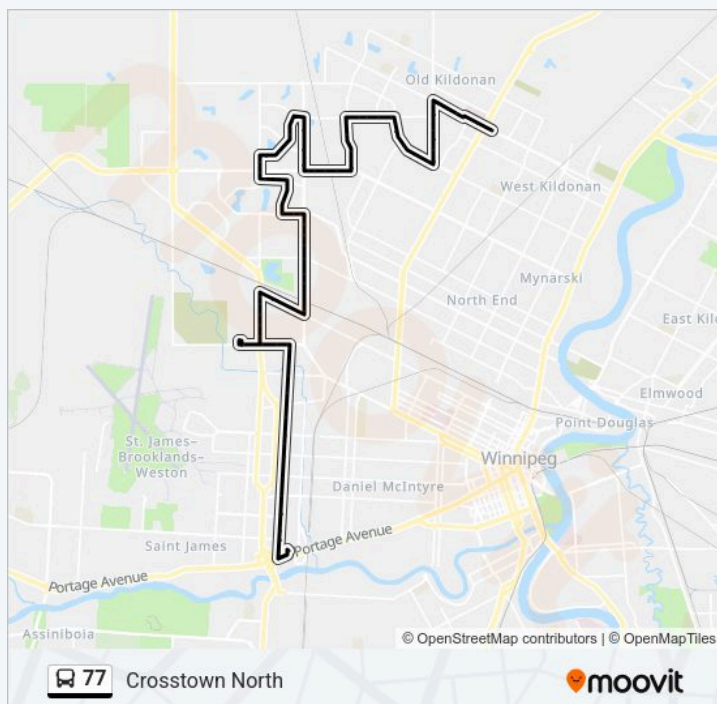 Old Kildonan
West Kildonan
Mynarski
North End
East Kild
Elmwood
Point-Douglas
St. James–
Brooklands–
Weston
Winnipeg
Daniel McIntyre
Saint James
Portage Avenue
Portage Avenue
Assiniboia
© OpenStreetMap contributors | © OpenMapTiles
77 Crosstown North
moovit